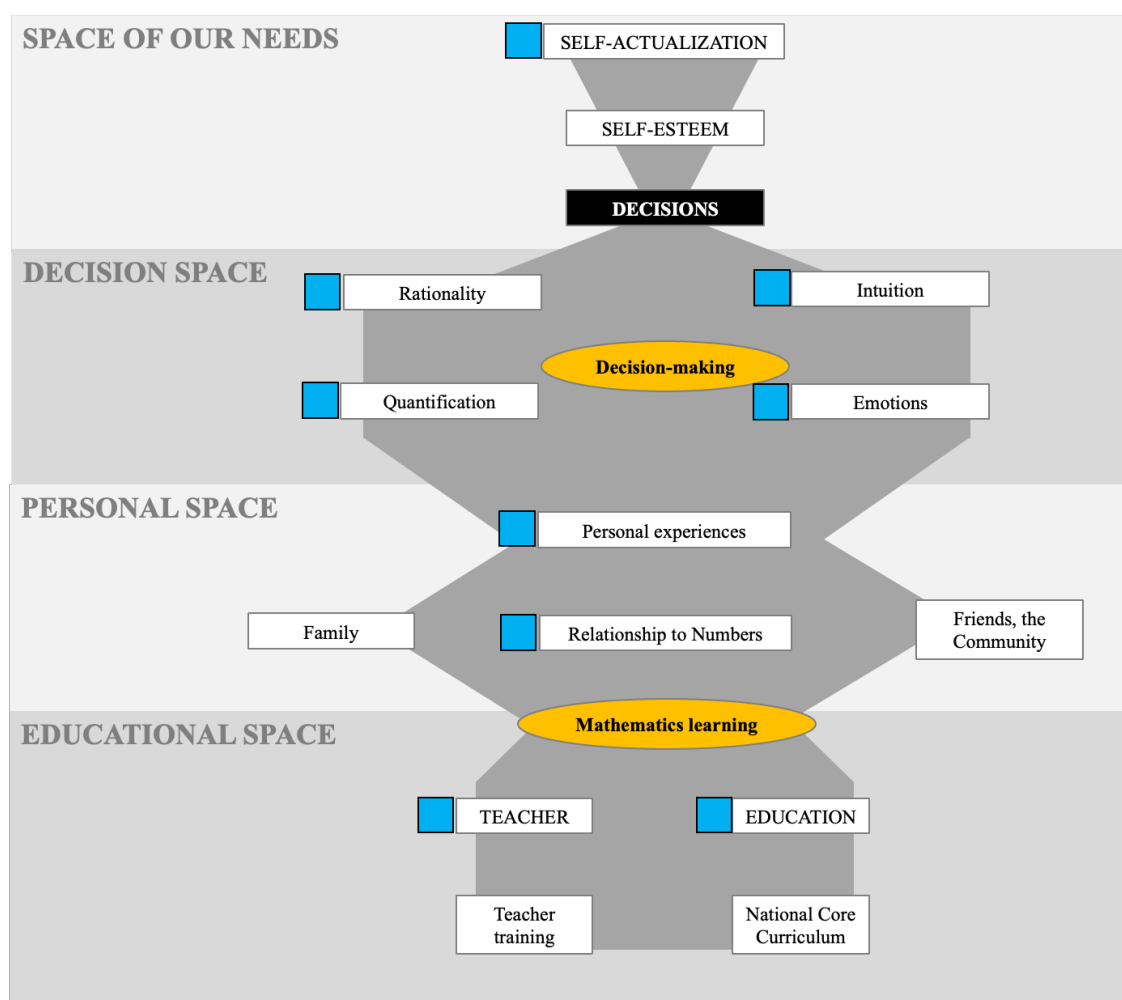 SPACE OF OUR NEEDS
SELF-ACTUALIZATION
SELF-ESTEEM
DECISIONS
DECISION SPACE
Rationality
Intuition
Decision-making
Quantification
Emotions
PERSONAL SPACE
Personal experiences
Family
Relationship to Numbers
Friends, the
Community
Mathematics learning
EDUCATIONAL SPACE
TEACHER
EDUCATION
Teacher
training
National Core
Curriculum